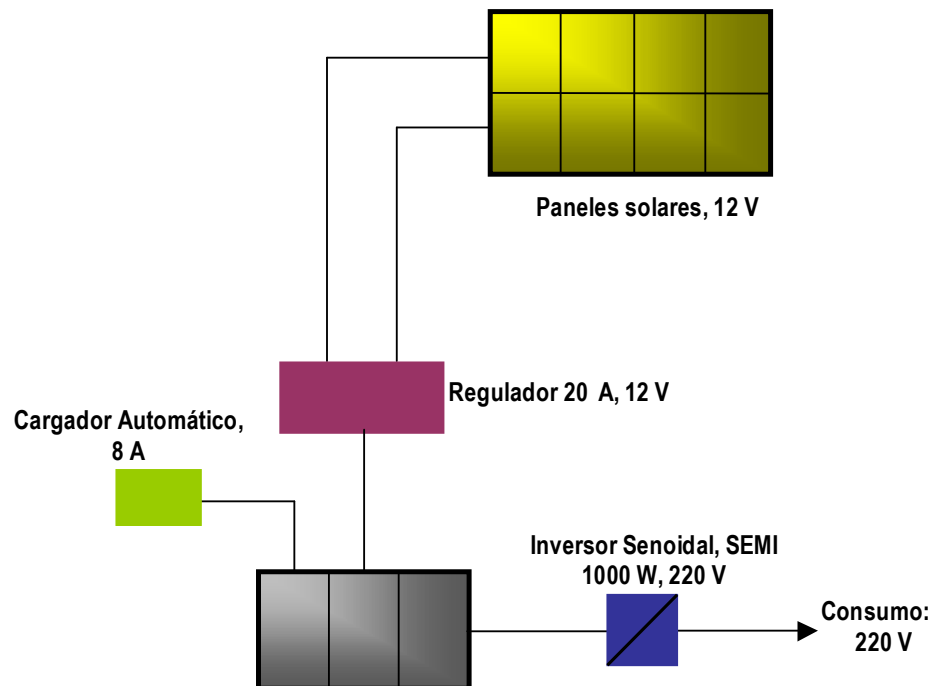 Paneles solares, 12 V
Regulador 20 A, 12 V
Cargador Automático,
8 A
Inversor Senoidal, SEMI
1000 W, 220 V
Consumo:
220 V